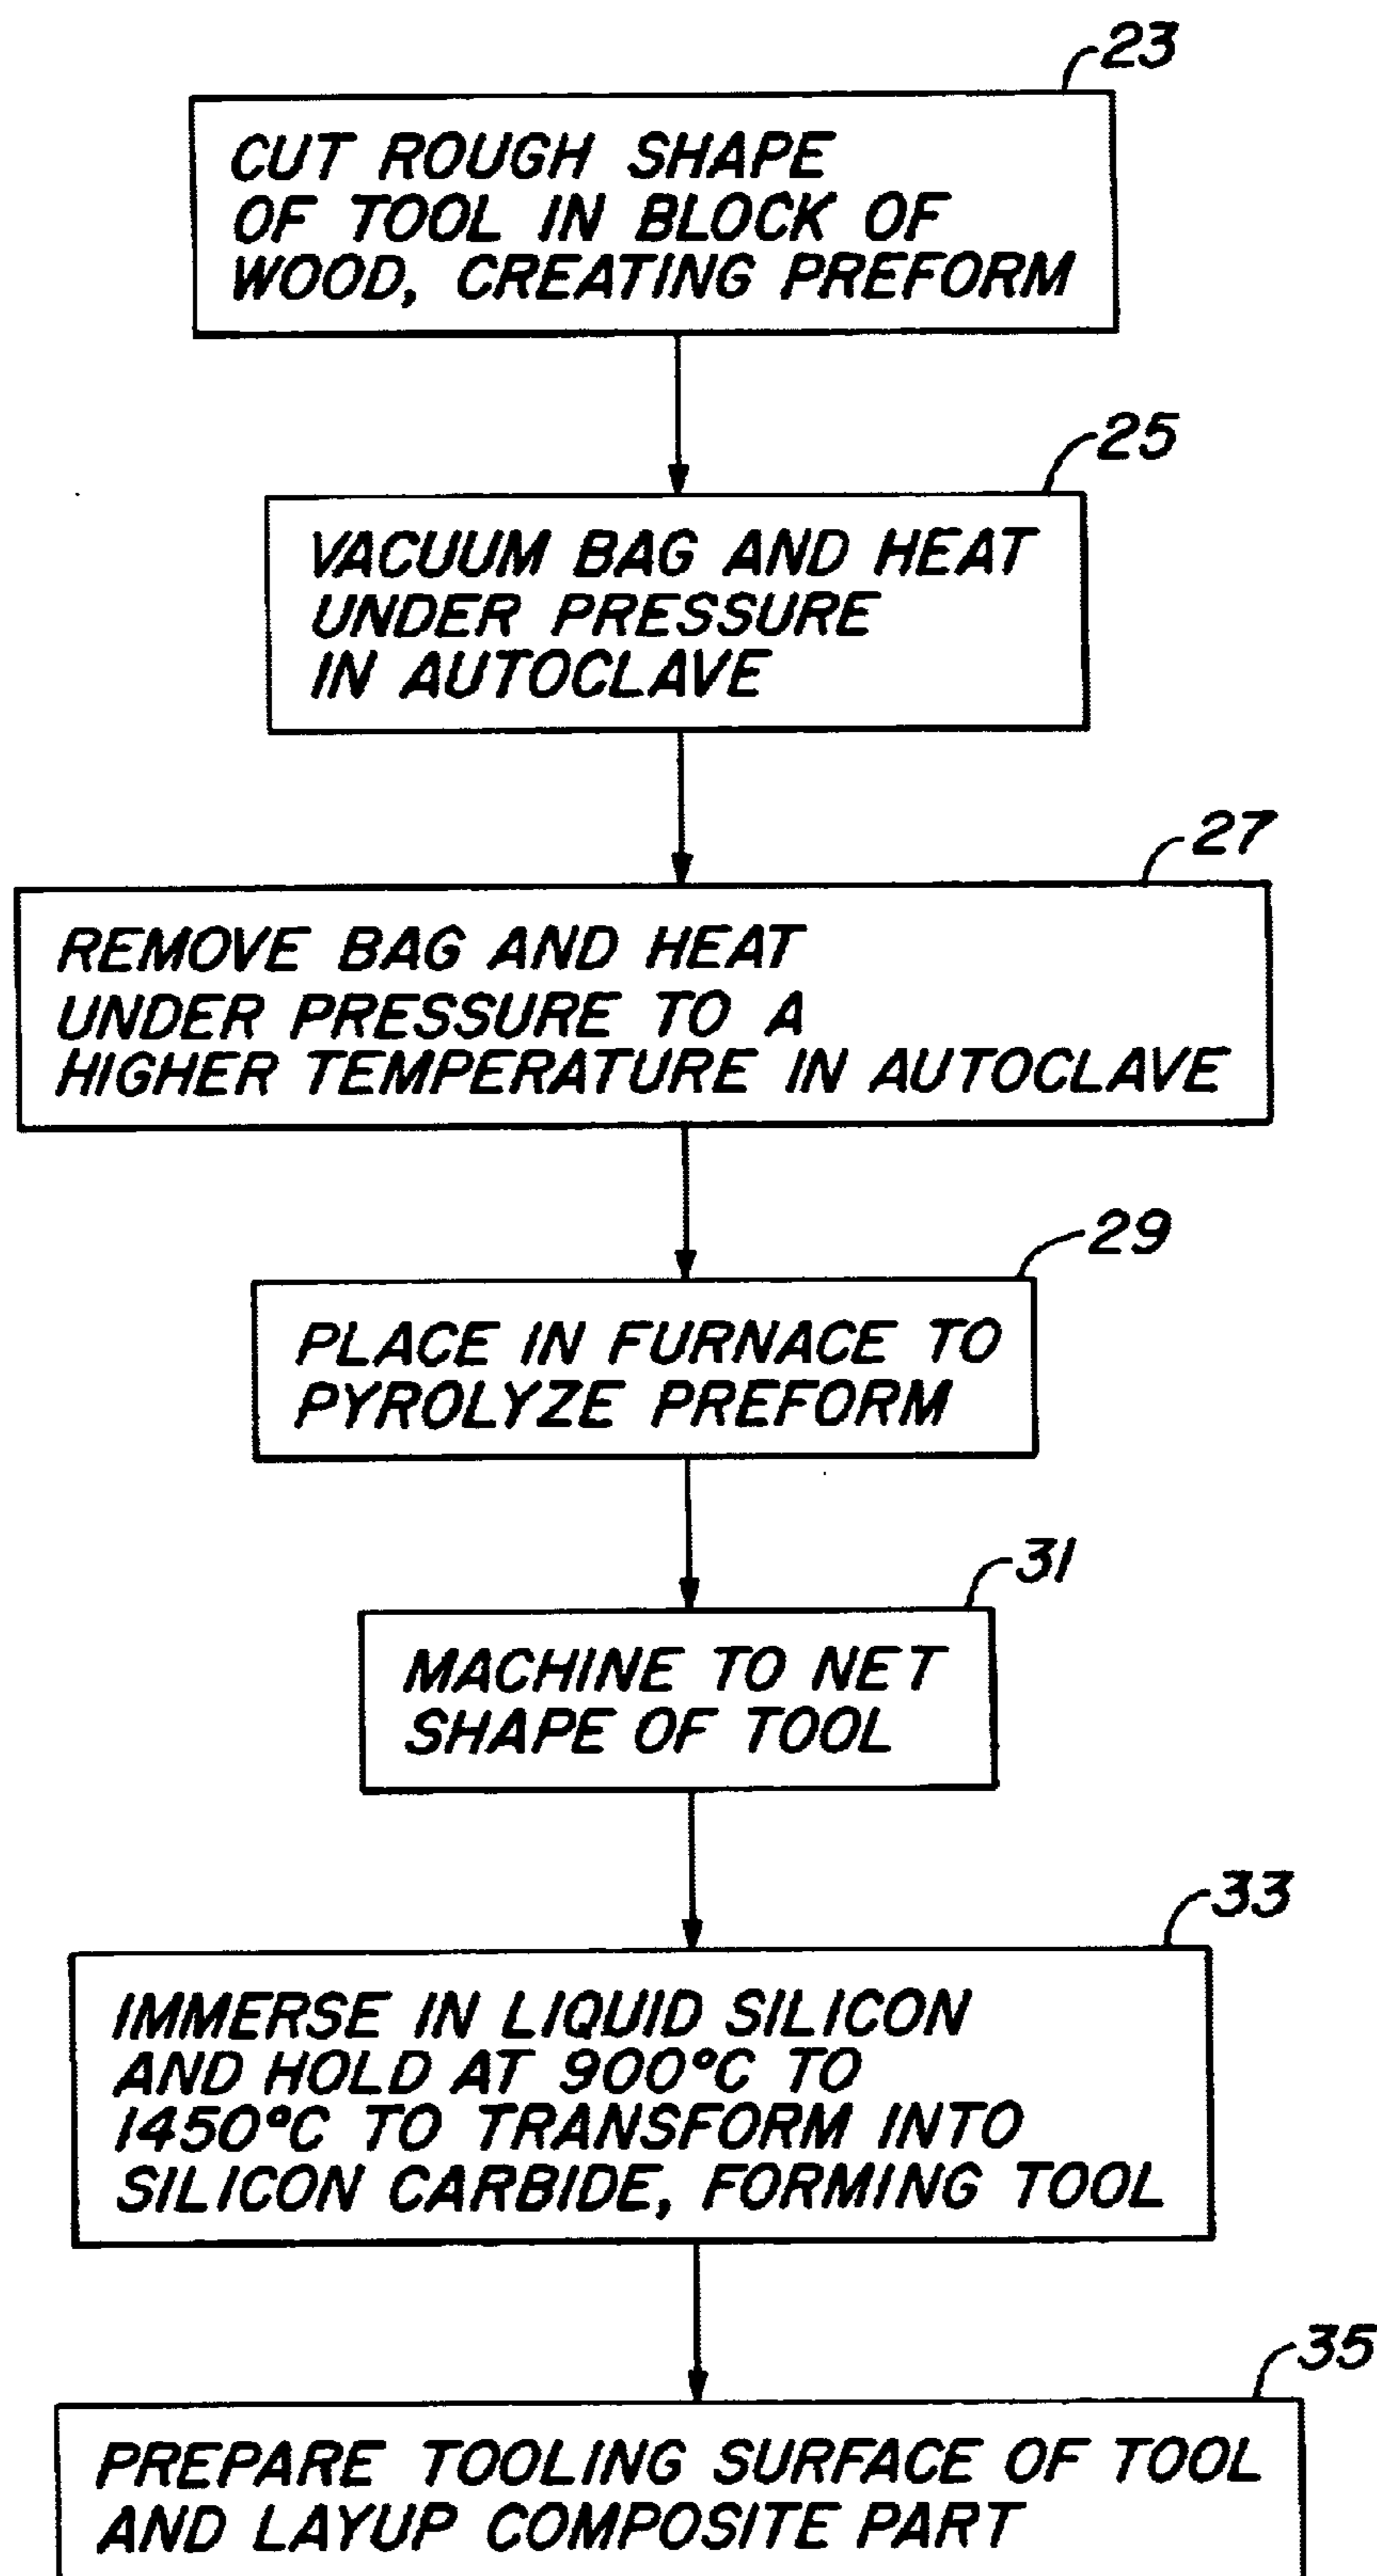 23
CUT ROUGH SHAPE
OF TOOL IN BLOCK OF
WOOD, CREATING PREFORM
25
VACUUM BAG AND HEAT
UNDER PRESSURE
IN AUTOCLAVE
27
REMOVE BAG AND HEAT
UNDER PRESSURE TO A
HIGHER TEMPERATURE IN AUTOCLAVE
29
PLACE IN FURNACE TO
PYROLYZE PREFORM
31
MACHINE TO NET
SHAPE OF TOOL
33
IMMERSE IN LIQUID SILICON
AND HOLD AT 900°C TO
1450°C TO TRANSFORM INTO
SILICON CARBIDE, FORMING TOOL
35
PREPARE TOOLING SURFACE OF TOOL
AND LAYUP COMPOSITE PART